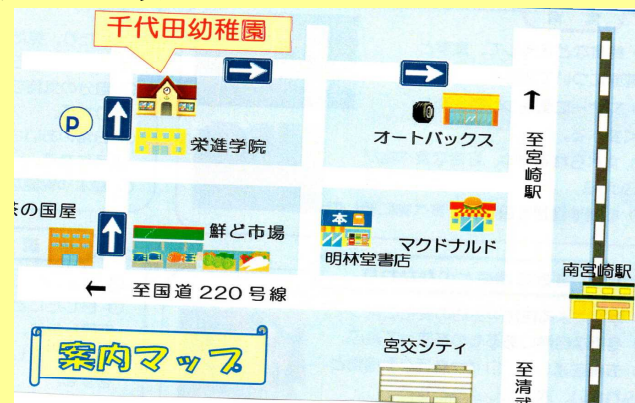 千代田幼稚園
P
栄進学院
オートバックス
↑
至宮崎駅
の国屋
鮮ど市場
本
明林堂書店
マクドナルド
南宮崎駅
← 至国道 220 号線
案内マップ
宮交シティ
至清武